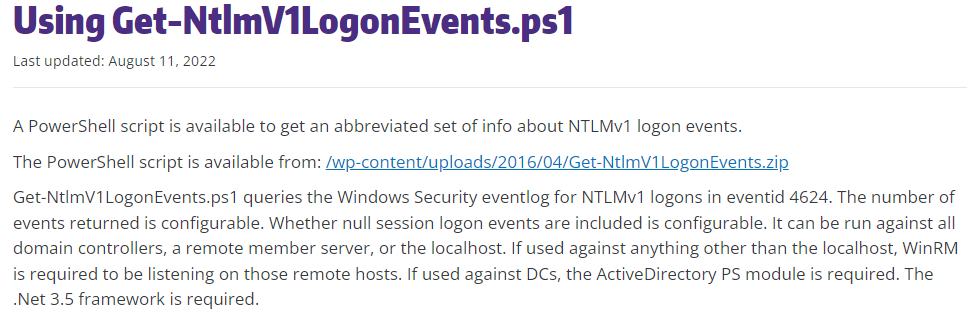 Using Get-NtlmV1LogonEvents.ps1
Last updated: August 11, 2022
A PowerShell script is available to get an abbreviated set of info about NTLMv1 logon events.
The PowerShell script is available from: /wp-content/uploads/2016/04/Get-NtlmV1LogonEvents.zip
Get-NtlmV1LogonEvents.ps1 queries the Windows Security eventlog for NTLMv1 logons in eventid 4624. The number of
events returned is configurable. Whether null session logon events are included is configurable. It can be run against all
domain controllers, a remote member server, or the localhost. If used against anything other than the localhost, WinRM
is required to be listening on those remote hosts. If used against DCs, the ActiveDirectory PS module is required. The
.Net 3.5 framework is required.